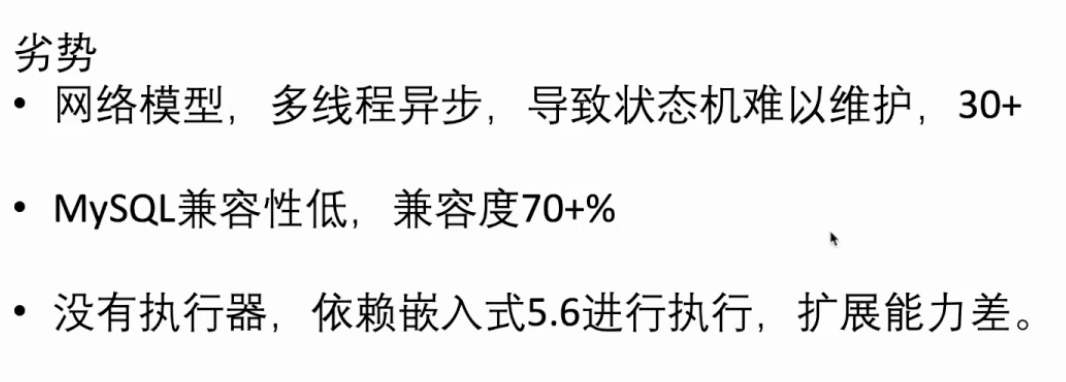 劣势
• 网络模型，多线程异步，导致状态机难以维护，30+
• MySQL兼容性低，兼容度70+%
• 没有执行器，依赖嵌入式5.6进行执行，扩展能力差。